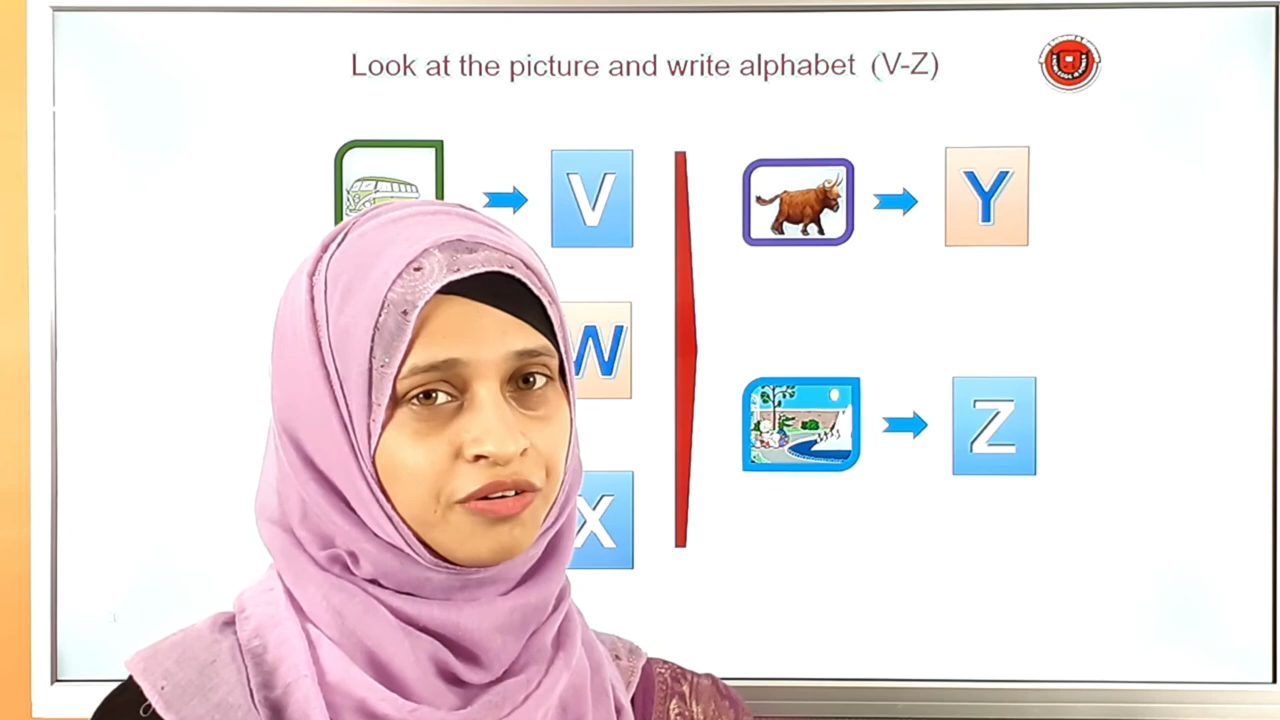 Look at the picture and write alphabet (V-Z)
V
Y
W
Z
X